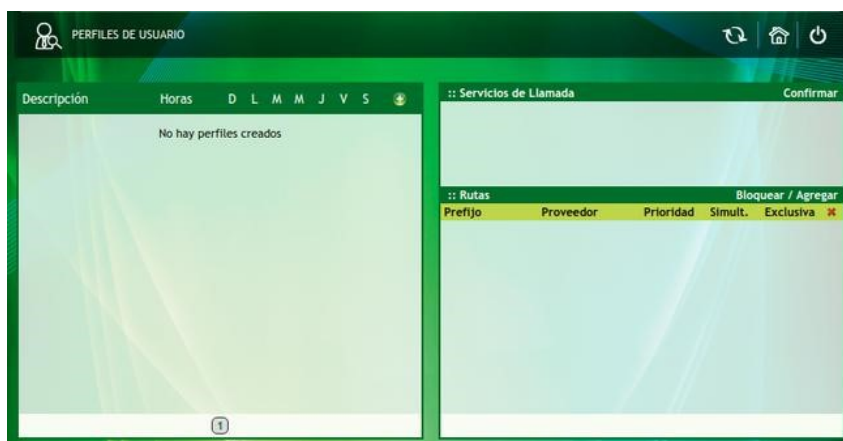 PERFILES DE USUARIO
Descripción Horas D L M M J V S
No hay perfiles creados
1
:: Servicios de Llamada Confirmar
:: Rutas Bloquear / Agregar
Prefijo Proveedor Prioridad Simult. Exclusiva